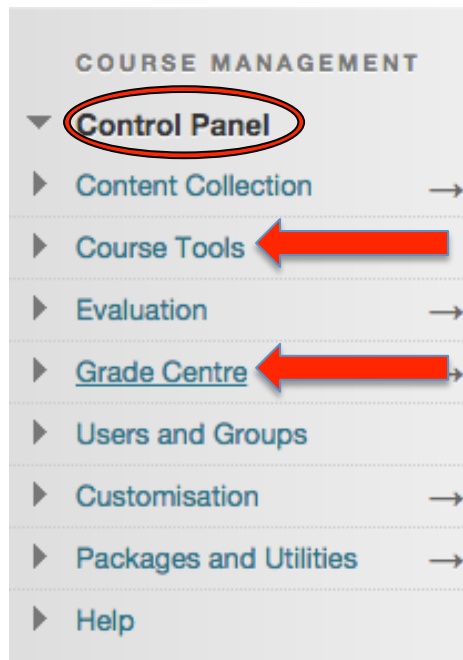 COURSE MANAGEMENT
Control Panel
Content Collection
Course Tools
Evaluation
Grade Centre
Users and Groups
Customisation
Packages and Utilities
Help